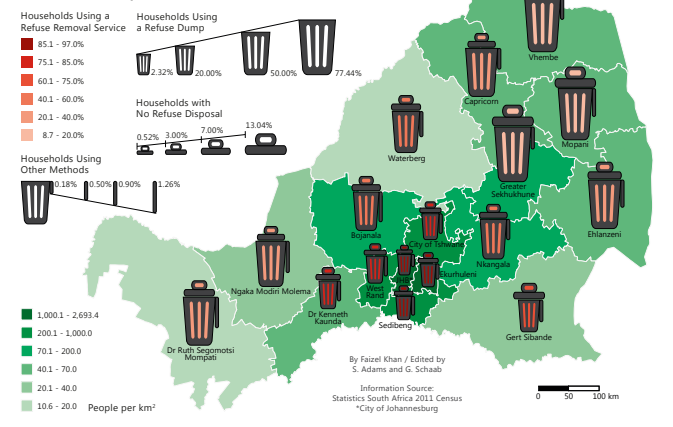 Households Using a
Refuse Removal Service
85.1 - 97.0%
75.1 - 85.0%
60.1 - 75.0%
40.1 - 60.0%
20.1 - 40.0%
8.7 - 20.0%
Households Using
a Refuse Dump
2.32%
20.00%
50.00%
77.44%
Households with
No Refuse Disposal
0.52%
3.00%
7.00%
13.04%
Households Using
Other Methods
0.18%
0.50%
0.90%
1.26%
Vhembe
Capricorn
Mopani
Waterberg
Greater
Sekhukhune
Bojanala
City of Tshwane
Ehlanzeni
Nkangala
Ekurhuleni
West
Rand
Ngaka Modiri Molema
Dr Kenneth
Kaunda
Sedibeng
Gert Sibande
Dr Ruth Segomotsi
Mompati
1,000.1 - 2,693.4
200.1 - 1,000.0
70.1 - 200.0
40.1 - 70.0
20.1 - 40.0
10.6 - 20.0
People per km²
By Faizel Khan / Edited by
S. Adams and G. Schaab
Information Source:
Statistics South Africa 2011 Census
*City of Johannesburg
0 50 100 km